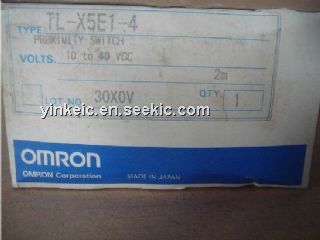 TYPE TL-X5E1-4
PROXIMITY SWITCH
VOLTS. 10 to 40 VDC
2m
yinkeic.en.seekic.com
LOT NO. 30X0V QTY. 1
OMRON
OMRON Corporation MADE IN JAPAN